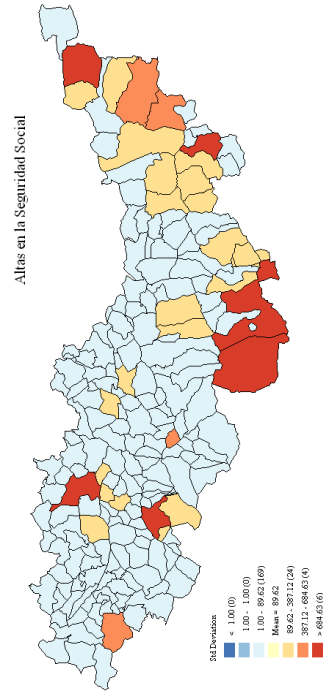 Altas en la Seguridad Social
Std Deviation
< 1.00 (0)
1.00 - 1.00 (0)
1.00 - 89.62 (169)
Mean = 89.62
89.62 - 387.12 (24)
387.12 - 684.63 (4)
> 684.63 (6)